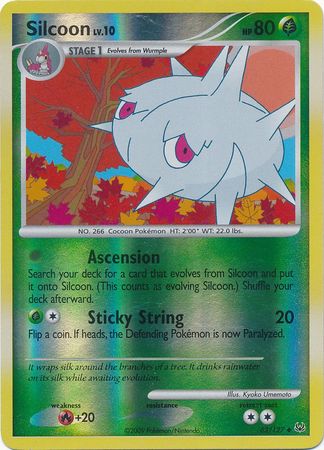 Silcoon LV.10 HP 80
STAGE 1 Evolves from Wurmple
NO. 266 Cocoon Pokémon HT: 2'00" WT: 22.0 lbs.
Ascension
Search your deck for a card that evolves from Silcoon and put
it onto Silcoon. (This counts as evolving Silcoon.) Shuffle your
deck afterward.
Sticky String 20
Flip a coin. If heads, the Defending Pokémon is now Paralyzed.
It wraps silk around the branches of a tree. It drinks rainwater
on its silk while awaiting evolution.
Illus. Kyoko Umemoto
weakness resistance retreat cost
+20
©2009 Pokémon/Nintendo